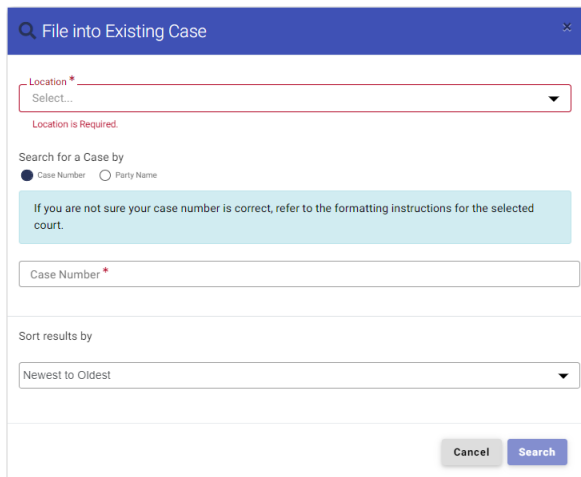 File into Existing Case
×
Location *
Select...
Location is Required.
Search for a Case by
Case Number Party Name
If you are not sure your case number is correct, refer to the formatting instructions for the selected
court.
Case Number *
Sort results by
Newest to Oldest
Cancel Search